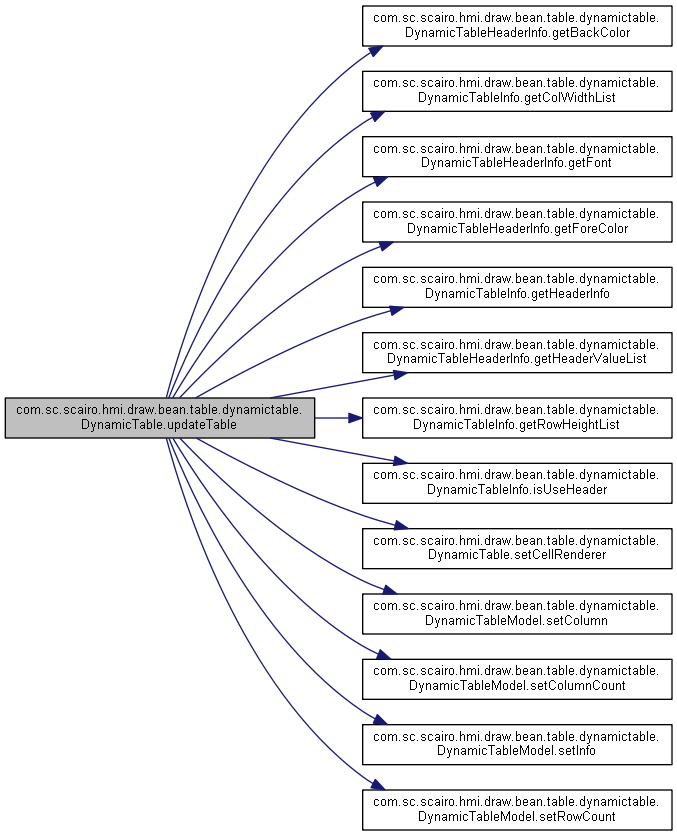 com.sc.scairo.hmi.draw.bean.table.dynamictable.
DynamicTableHeaderInfo.getBackColor
com.sc.scairo.hmi.draw.bean.table.dynamictable.
DynamicTableInfo.getColWidthList
com.sc.scairo.hmi.draw.bean.table.dynamictable.
DynamicTableHeaderInfo.getFont
com.sc.scairo.hmi.draw.bean.table.dynamictable.
DynamicTableHeaderInfo.getForeColor
com.sc.scairo.hmi.draw.bean.table.dynamictable.
DynamicTableInfo.getHeaderInfo
com.sc.scairo.hmi.draw.bean.table.dynamictable.
DynamicTableHeaderInfo.getHeaderValueList
com.sc.scairo.hmi.draw.bean.table.dynamictable.
DynamicTable.updateTable
com.sc.scairo.hmi.draw.bean.table.dynamictable.
DynamicTableInfo.getRowHeightList
com.sc.scairo.hmi.draw.bean.table.dynamictable.
DynamicTableInfo.isUseHeader
com.sc.scairo.hmi.draw.bean.table.dynamictable.
DynamicTable.setCellRenderer
com.sc.scairo.hmi.draw.bean.table.dynamictable.
DynamicTableModel.setColumn
com.sc.scairo.hmi.draw.bean.table.dynamictable.
DynamicTableModel.setColumnCount
com.sc.scairo.hmi.draw.bean.table.dynamictable.
DynamicTableModel.setInfo
com.sc.scairo.hmi.draw.bean.table.dynamictable.
DynamicTableModel.setRowCount